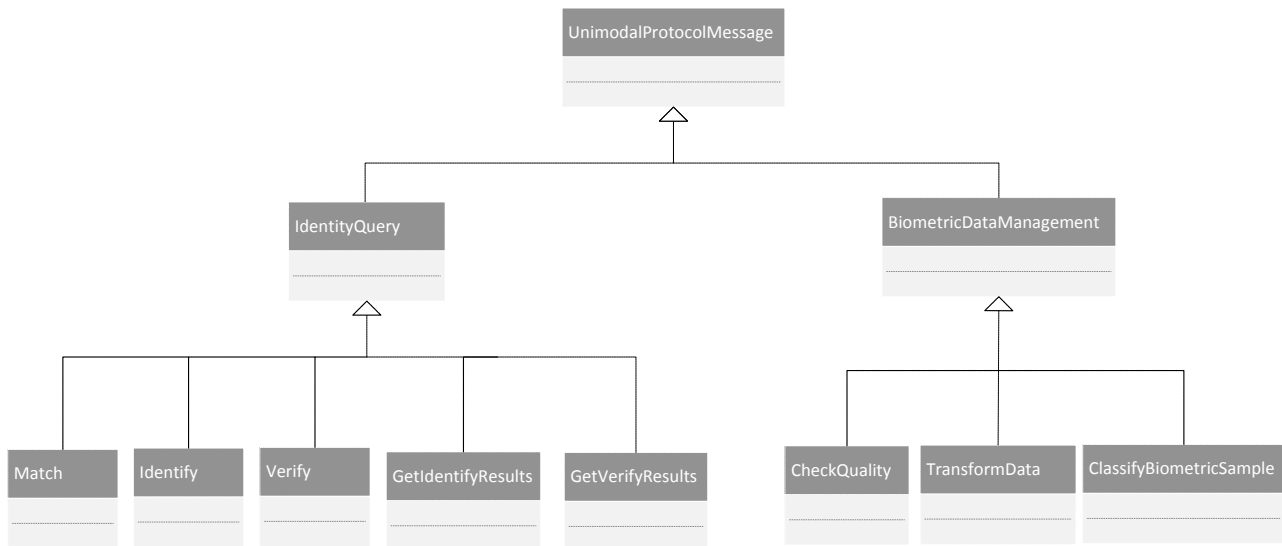 UnimodalProtocolMessage
IdentityQuery
BiometricDataManagement
Match
Identify
Verify
GetIdentifyResults
GetVerifyResults
CheckQuality
TransformData
ClassifyBiometricSample